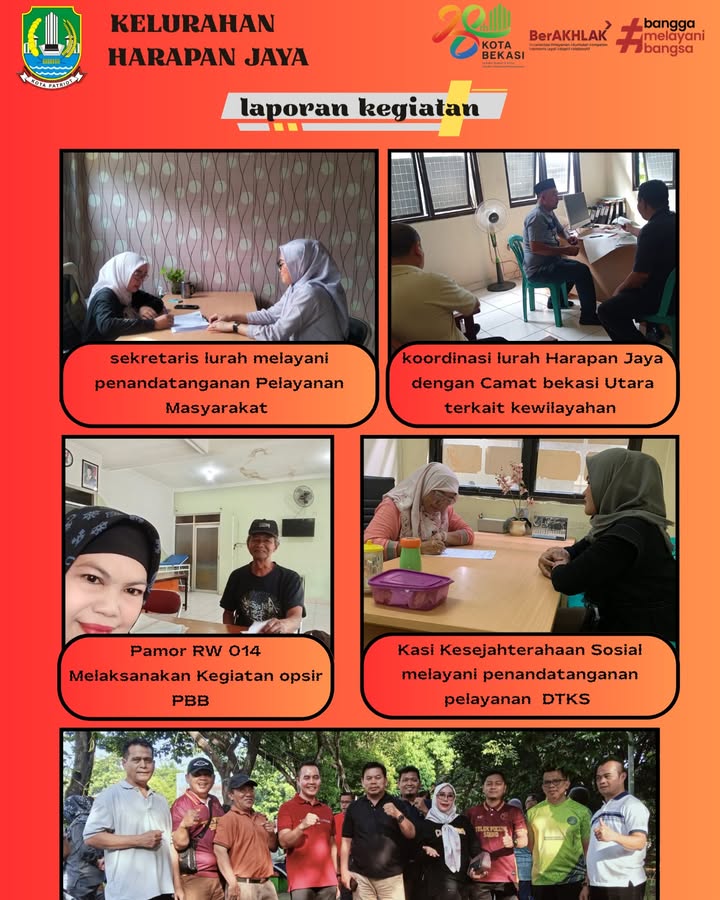 KELURAHAN
HARAPAN JAYA
KOTA PATRIOT
28th
KOTA
BEKASI
BerAKHLAK
#bangga
melayani
bangsa
laporan kegiatan
sekretaris lurah melayani
penandatanganan Pelayanan
Masyarakat
koordinasi lurah Harapan Jaya
dengan Camat bekasi Utara
terkait kewilayahan
Pamor RW 014
Melaksanakan Kegiatan opsir
PBB
Kasi Kesejahterahaan Sosial
melayani penandatanganan
pelayanan DTKS